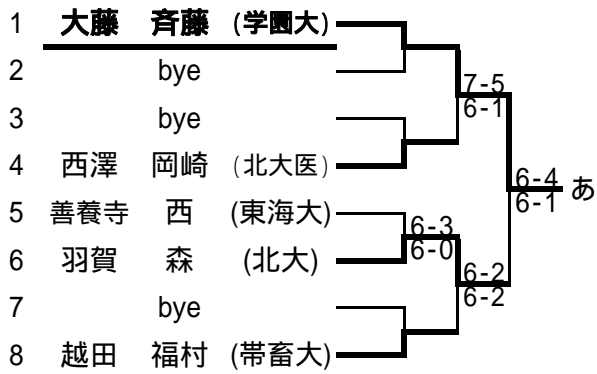 1 大藤 斉藤 (学園大)
2 bye
3 bye
4 西澤 岡崎 (北大医)
5 善養寺 西 (東海大)
6 羽賀 森 (北大)
7 bye
8 越田 福村 (帯畜大)
6-3
6-0
7-5
6-1
6-2
6-2
6-4
6-1
あ